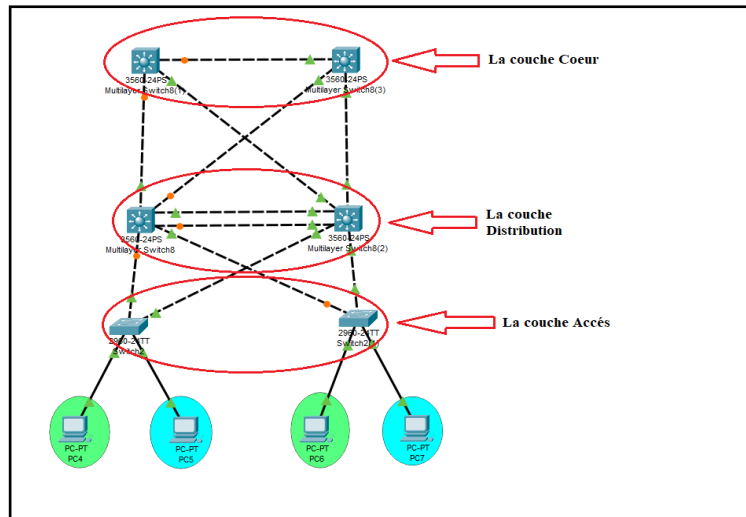 3560-24PS
Multilayer Switch8(1)
3560-24PS
Multilayer Switch8(3)
La couche Coeur
3560-24PS
Multilayer Switch8
3560-24PS
Multilayer Switch8(2)
La couche
Distribution
2960-24TT
Switch2
2960-24TT
Switch2(1)
La couche Accés
PC-PT
PC4
PC-PT
PC5
PC-PT
PC6
PC-PT
PC7